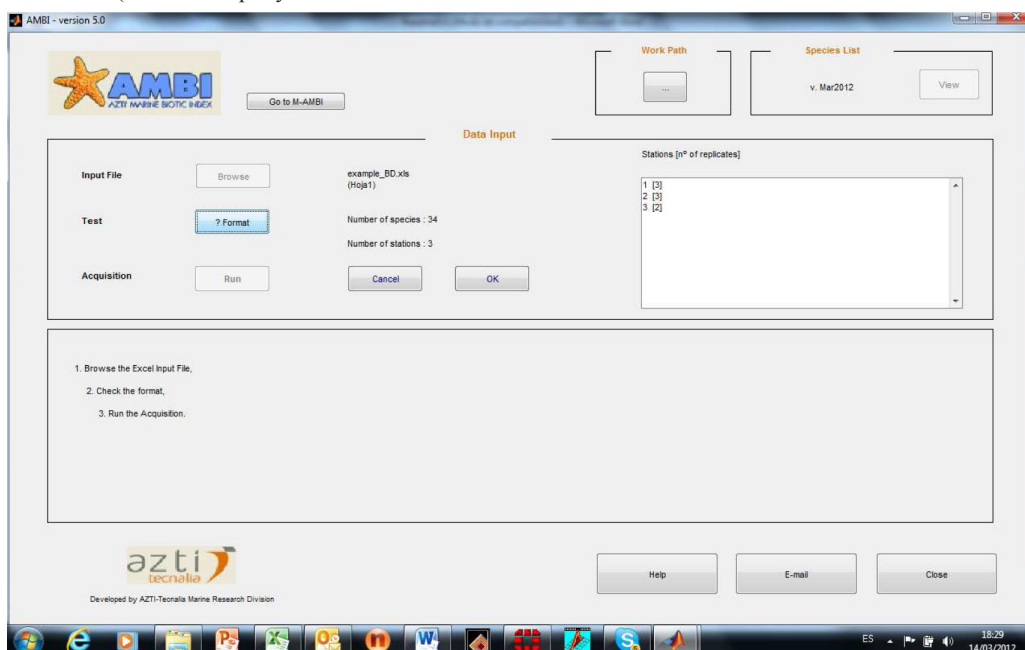 AMBI - version 5.0
AMBI
AZTI MARINE BIOTIC INDEX
Go to M-AMBI
Work Path
...
Species List
v. Mar2012
View
Data Input
Input File
Browse
example_BD.xls
(Hoja1)
Test
? Format
Number of species : 34
Number of stations : 3
Acquisition
Run
Cancel
OK
Stations [nº of replicates]
1 [3]
2 [3]
3 [2]
1. Browse the Excel Input File,
2. Check the format,
3. Run the Acquisition.
azti
tecnalia
Developed by AZTI-Tecnalia Marine Research Division
Help
E-mail
Close
ES
18:29
14/03/2012